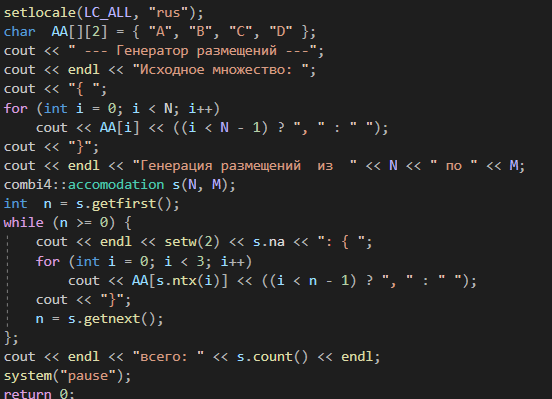 setlocale(LC_ALL, "rus");
char  AA[][2] = { "A", "B", "C", "D" };
cout << " --- Генератор размещений ---";
cout << endl << "Исходное множество: ";
cout << "{ ";
for (int i = 0; i < N; i++)
    cout << AA[i] << ((i < N - 1) ? ", " : " ");
cout << "}";
cout << endl << "Генерация размещений  из  " << N << " по " << M;
combi4::accomodation s(N, M);
int  n = s.getfirst();
while (n >= 0) {
    cout << endl << setw(2) << s.na << ": { ";
    for (int i = 0; i < 3; i++)
        cout << AA[s.ntx(i)] << ((i < n - 1) ? ", " : " ");
    cout << "}";
    n = s.getnext();
};
cout << endl << "всего: " << s.count() << endl;
system("pause");
return 0;